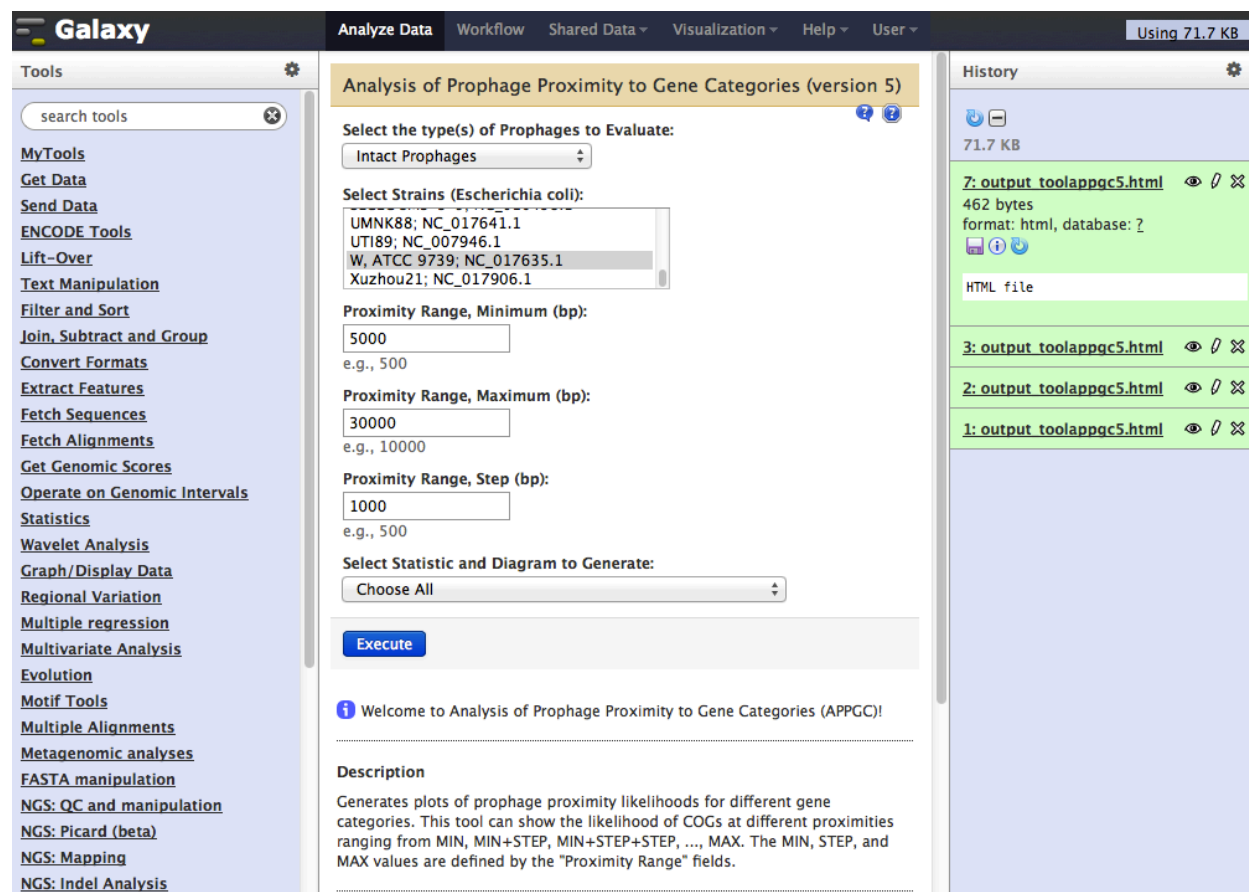 Galaxy
Analyze Data
Workflow
Shared Data
Visualization
Help
User
Using 71.7 KB
Tools
search tools
MyTools
Get Data
Send Data
ENCODE Tools
Lift-Over
Text Manipulation
Filter and Sort
Join, Subtract and Group
Convert Formats
Extract Features
Fetch Sequences
Fetch Alignments
Get Genomic Scores
Operate on Genomic Intervals
Statistics
Wavelet Analysis
Graph/Display Data
Regional Variation
Multiple regression
Multivariate Analysis
Evolution
Motif Tools
Multiple Alignments
Metagenomic analyses
FASTA manipulation
NGS: QC and manipulation
NGS: Picard (beta)
NGS: Mapping
NGS: Indel Analysis
Analysis of Prophage Proximity to Gene Categories (version 5)
Select the type(s) of Prophages to Evaluate:
Intact Prophages
Select Strains (Escherichia coli):
UMNK88; NC_017641.1
UTI89; NC_007946.1
W, ATCC 9739; NC_017635.1
Xuzhou21; NC_017906.1
Proximity Range, Minimum (bp):
5000
e.g., 500
Proximity Range, Maximum (bp):
30000
e.g., 10000
Proximity Range, Step (bp):
1000
e.g., 500
Select Statistic and Diagram to Generate:
Choose All
Execute
Welcome to Analysis of Prophage Proximity to Gene Categories (APPGC)!
Description
Generates plots of prophage proximity likelihoods for different gene
categories. This tool can show the likelihood of COGs at different proximities
ranging from MIN, MIN+STEP, MIN+STEP+STEP, ..., MAX. The MIN, STEP, and
MAX values are defined by the "Proximity Range" fields.
History
71.7 KB
7: output_toolappgc5.html
462 bytes
format: html, database: ?
HTML file
3: output_toolappgc5.html
2: output_toolappgc5.html
1: output_toolappgc5.html